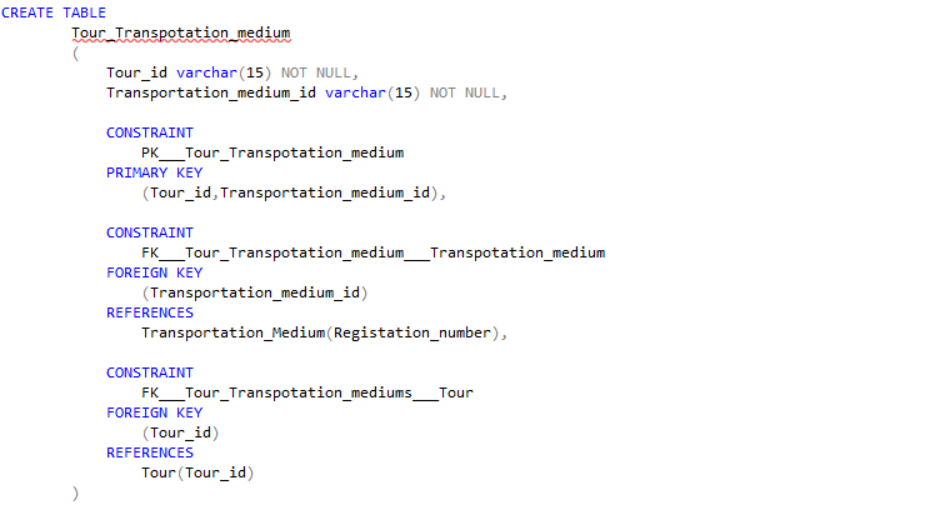 CREATE TABLE
Tour_Transpotation_medium
(
Tour_id varchar(15) NOT NULL,
Transportation_medium_id varchar(15) NOT NULL,
CONSTRAINT
PK___Tour_Transpotation_medium
PRIMARY KEY
(Tour_id,Transportation_medium_id),
CONSTRAINT
FK___Tour_Transpotation_medium___Transpotation_medium
FOREIGN KEY
(Transportation_medium_id)
REFERENCES
Transportation_Medium(Registation_number),
CONSTRAINT
FK___Tour_Transpotation_mediums___Tour
FOREIGN KEY
(Tour_id)
REFERENCES
Tour(Tour_id)
)